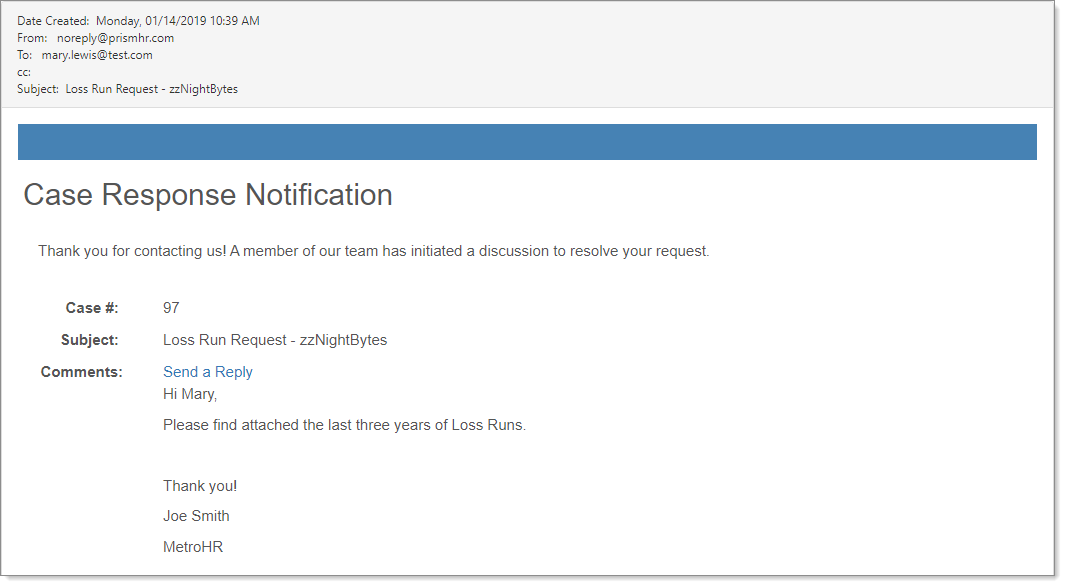 Date Created: Monday, 01/14/2019 10:39 AM
From: noreply@prismhr.com
To: mary.lewis@test.com
cc:
Subject: Loss Run Request - zzNightBytes
Case Response Notification
Thank you for contacting us! A member of our team has initiated a discussion to resolve your request.
Case #: 97
Subject: Loss Run Request - zzNightBytes
Comments: Send a Reply
Hi Mary,
Please find attached the last three years of Loss Runs.
Thank you!
Joe Smith
MetroHR